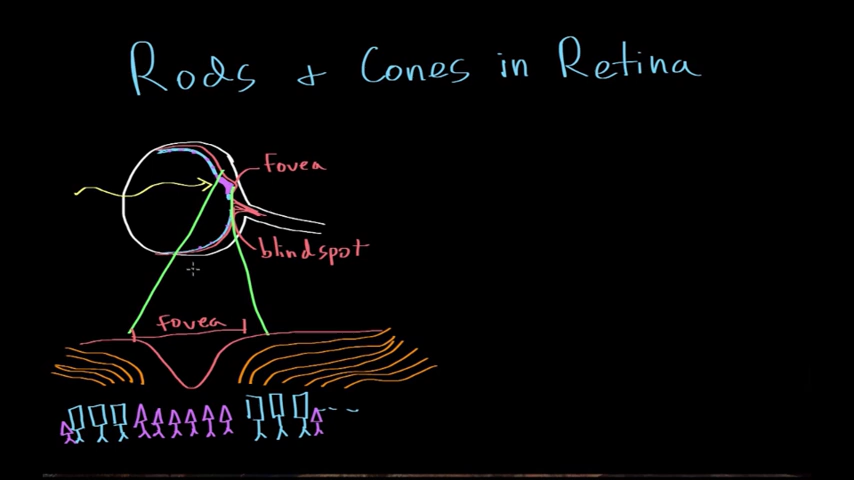 Rods + Cones in Retina
Fovea
blindspot
Fovea